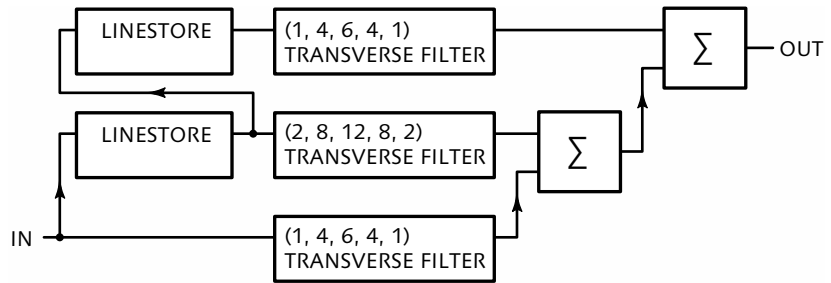 LINESTORE
(1, 4, 6, 4, 1)
TRANSVERSE FILTER
∑
OUT
LINESTORE
(2, 8, 12, 8, 2)
TRANSVERSE FILTER
∑
IN
(1, 4, 6, 4, 1)
TRANSVERSE FILTER